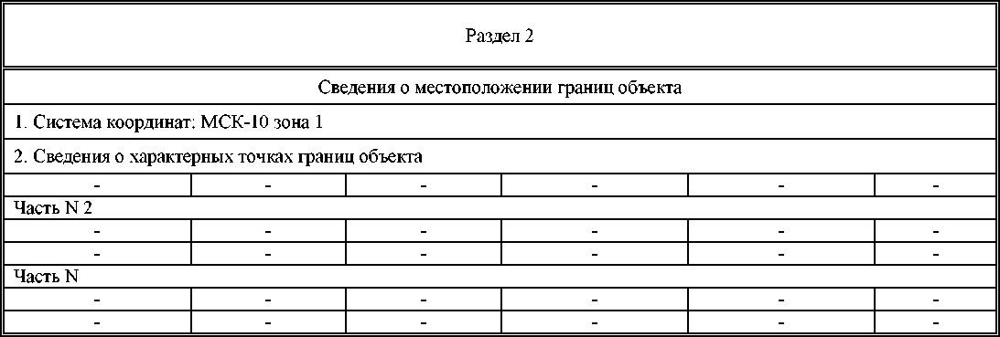 Раздел 2
Сведения о местоположении границ объекта
1. Система координат: МСК-10 зона 1
2. Сведения о характерных точках границ объекта
- - - - - -
Часть N 2
- - - - - -
- - - - - -
Часть N
- - - - - -
- - - - - -